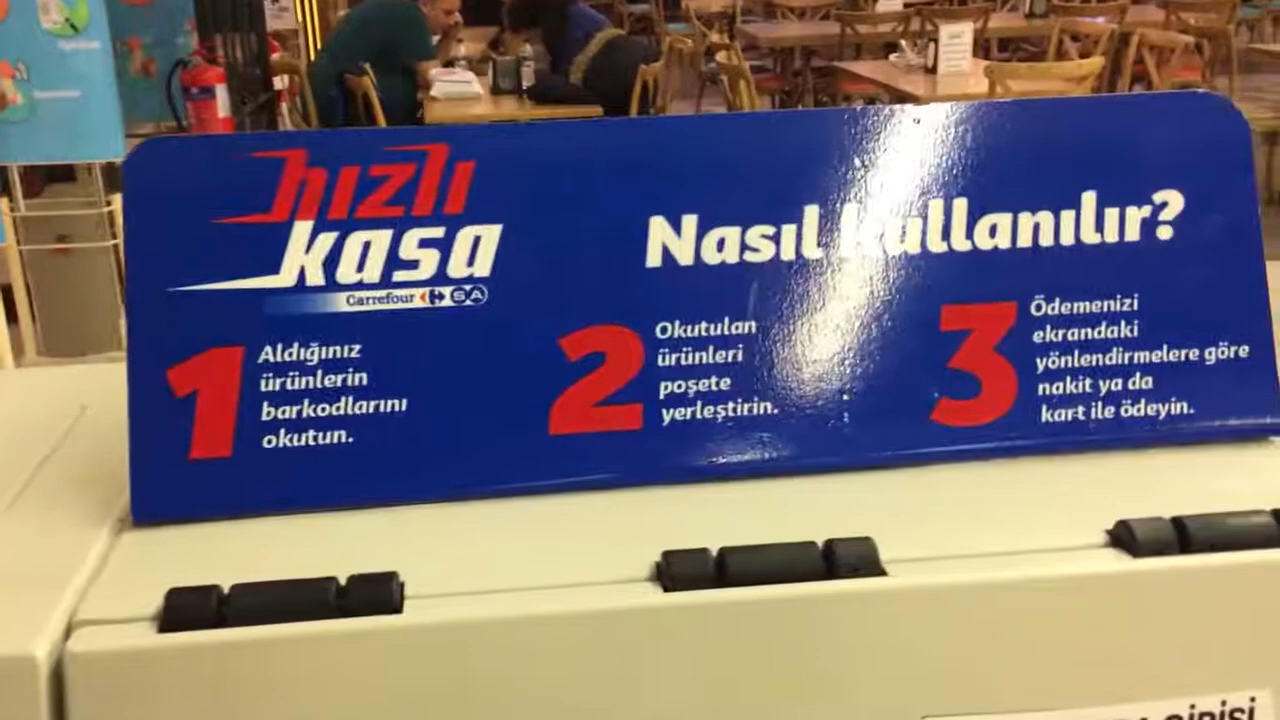 hızlı
kasa
Carrefour SA
Nasıl kullanılır?
1
Aldığınız
ürünlerin
barkodlarını
okutun.
2
Okutulan
ürünleri
poşete
yerleştirin.
3
Ödemenizi
ekrandaki
yönlendirmelere göre
nakit ya da
kart ile ödeyin.